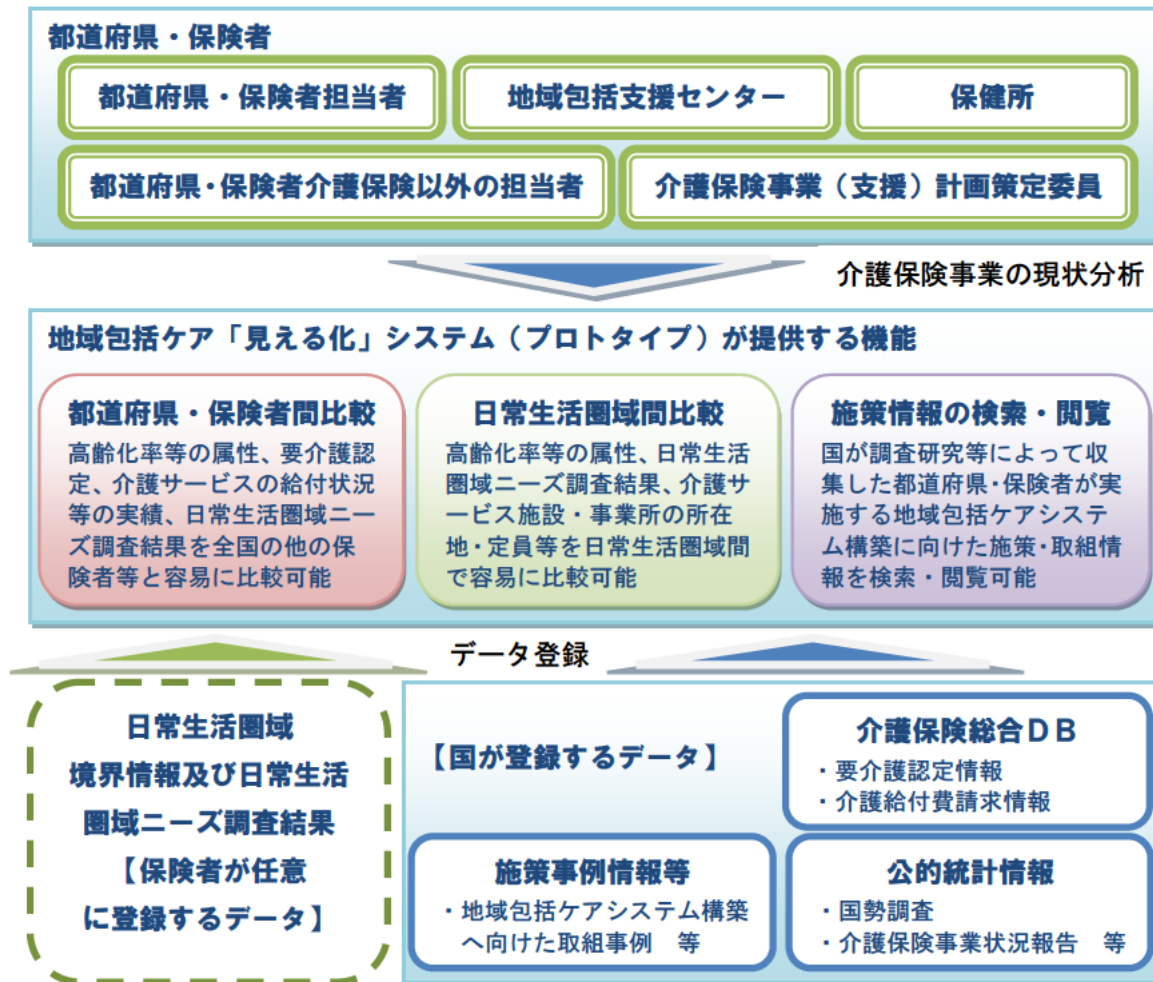 都道府県・保険者
都道府県・保険者担当者
地域包括支援センター
保健所
都道府県・保険者介護保険以外の担当者
介護保険事業（支援）計画策定委員
介護保険事業の現状分析
地域包括ケア「見える化」システム（プロトタイプ）が提供する機能
都道府県・保険者間比較
高齢化率等の属性、要介護認
定、介護サービスの給付状況
等の実績、日常生活圏域ニー
ズ調査結果を全国の他の保
険者等と容易に比較可能
日常生活圏域間比較
高齢化率等の属性、日常生活
圏域ニーズ調査結果、介護サ
ービス施設・事業所の所在
地・定員等を日常生活圏域間
で容易に比較可能
施策情報の検索・閲覧
国が調査研究等によって収
集した都道府県・保険者が実
施する地域包括ケアシステ
ム構築に向けた施策・取組情
報を検索・閲覧可能
データ登録
日常生活圏域
境界情報及び日常生活
圏域ニーズ調査結果
【保険者が任意
に登録するデータ】
【国が登録するデータ】
介護保険総合ＤＢ
・要介護認定情報
・介護給付費請求情報
施策事例情報等
・地域包括ケアシステム構築
へ向けた取組事例　等
公的統計情報
・国勢調査
・介護保険事業状況報告　等